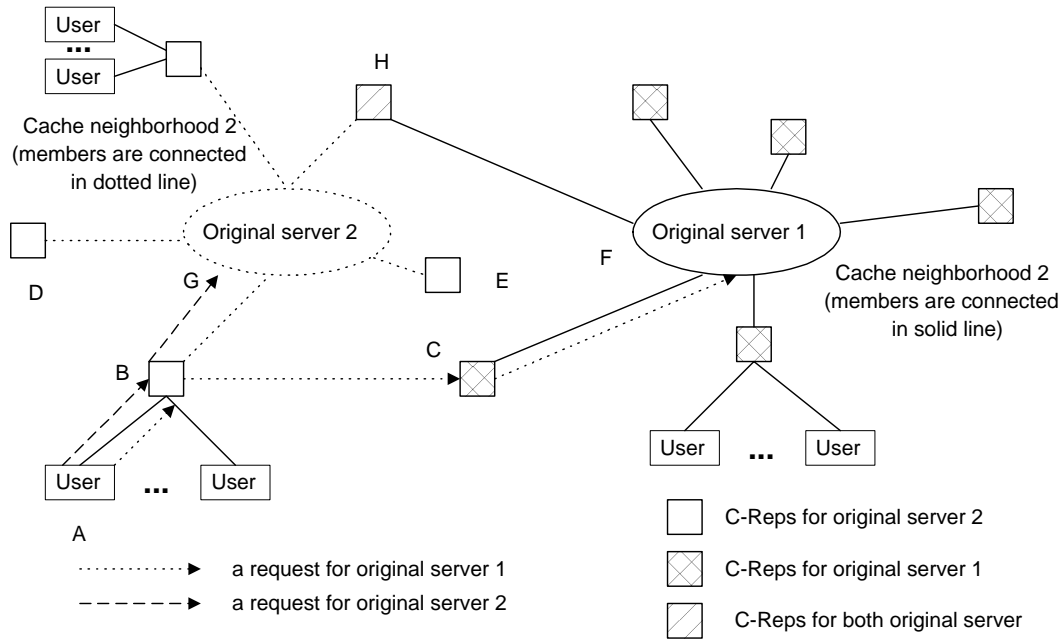 User
...
User
H
Cache neighborhood 2
(members are connected
in dotted line)
Original server 2
Original server 1
D
G
E
F
Cache neighborhood 2
(members are connected
in solid line)
B
C
User
...
User
User
...
User
A
a request for original server 1
a request for original server 2
C-Reps for original server 2
C-Reps for original server 1
C-Reps for both original server